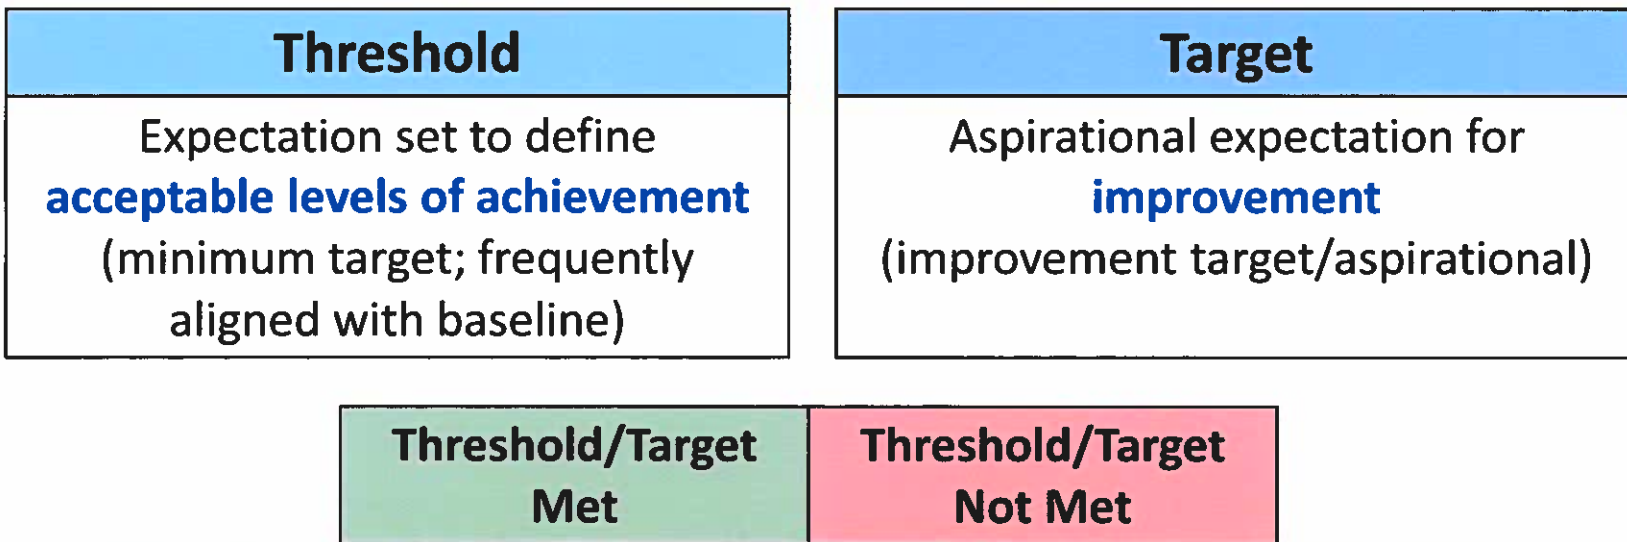 Threshold
Expectation set to define
acceptable levels of achievement
(minimum target; frequently
aligned with baseline)
Target
Aspirational expectation for
improvement
(improvement target/aspirational)
Threshold/Target
Met
Threshold/Target
Not Met